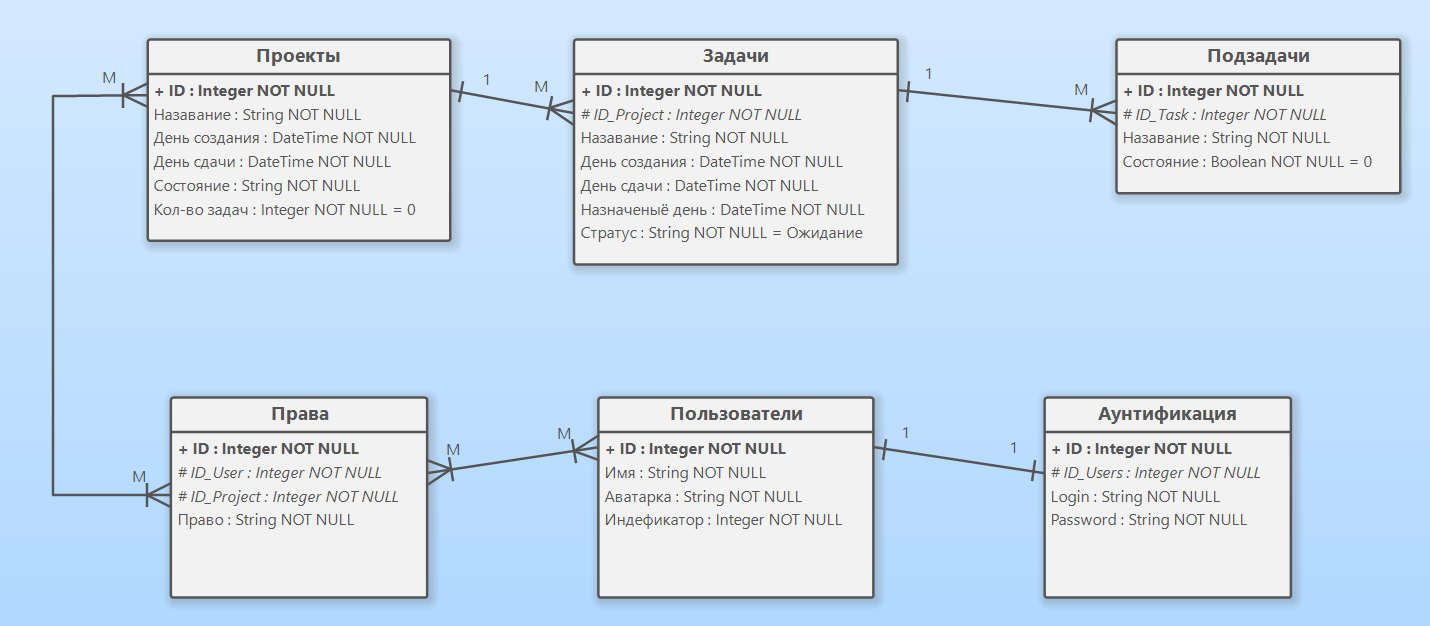 Проекты
+ ID : Integer NOT NULL
Назавание : String NOT NULL
День создания : DateTime NOT NULL
День сдачи : DateTime NOT NULL
Состояние : String NOT NULL
Кол-во задач : Integer NOT NULL = 0
M
1
M
Задачи
+ ID : Integer NOT NULL
# ID_Project : Integer NOT NULL
Назавание : String NOT NULL
День создания : DateTime NOT NULL
День сдачи : DateTime NOT NULL
Назначеныё день : DateTime NOT NULL
Стратус : String NOT NULL = Ожидание
1
M
Подзадачи
+ ID : Integer NOT NULL
# ID_Task : Integer NOT NULL
Назавание : String NOT NULL
Состояние : Boolean NOT NULL = 0
M
Права
+ ID : Integer NOT NULL
# ID_User : Integer NOT NULL
# ID_Project : Integer NOT NULL
Право : String NOT NULL
M
M
Пользователи
+ ID : Integer NOT NULL
Имя : String NOT NULL
Аватарка : String NOT NULL
Индефикатор : Integer NOT NULL
1
1
Аунтификация
+ ID : Integer NOT NULL
# ID_Users : Integer NOT NULL
Login : String NOT NULL
Password : String NOT NULL